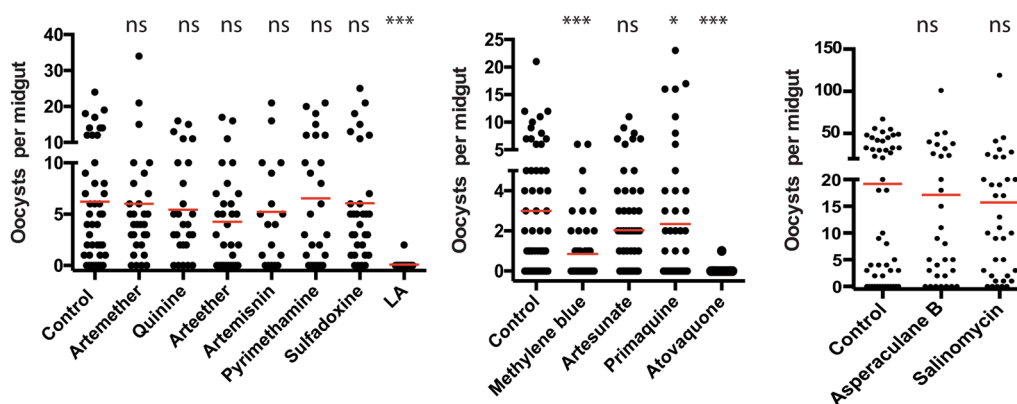 ns ns ns ns ns ns ***
Oocysts per midgut
40
30
20
10
10
5
0
Control
Artemether
Quinine
Arteether
Artemisnin
Pyrimethamine
Sulfadoxine
LA
*** ns * ***
Oocysts per midgut
25
20
15
10
5
4
2
0
Control
Methylene blue
Artesunate
Primaquine
Atovaquone
ns ns
Oocysts per midgut
150
100
50
20
15
10
5
0
Control
Asperaculane B
Salinomycin